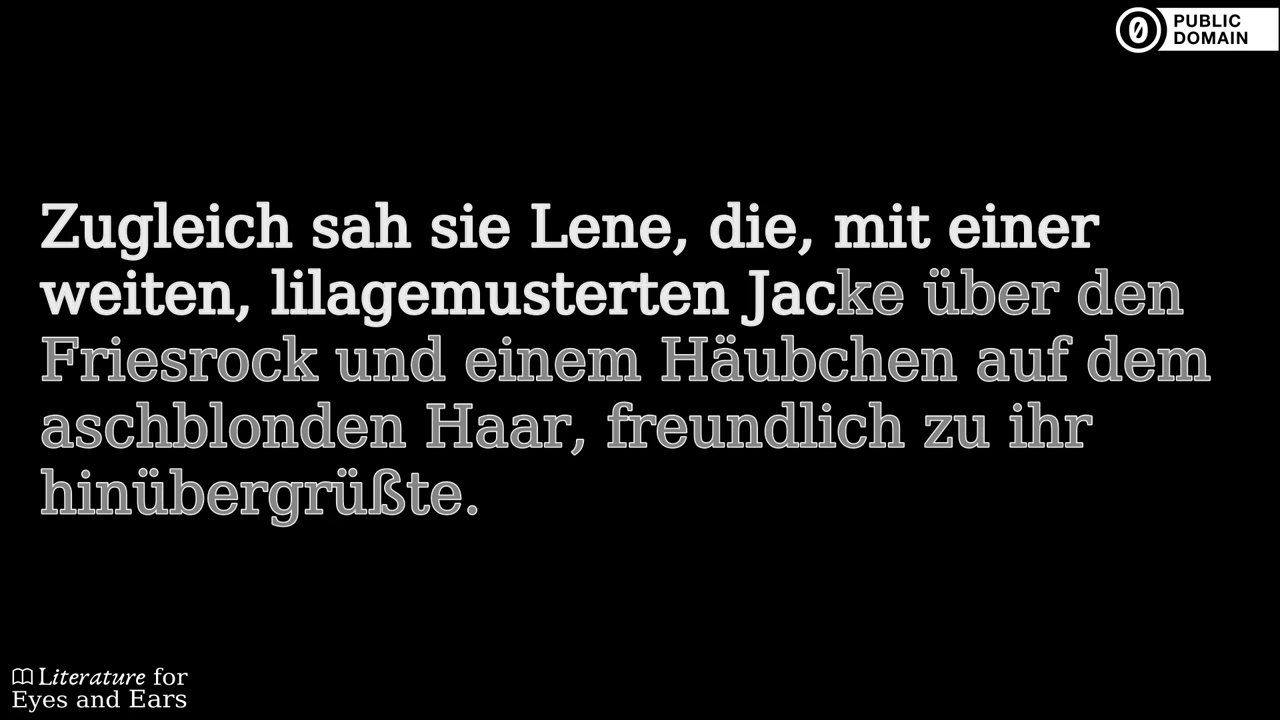 PUBLIC
DOMAIN
Zugleich sah sie Lene, die, mit einer
weiten, lilagemusterten Jacke über den
Friesrock und einem Häubchen auf dem
aschblonden Haar, freundlich zu ihr
hinübergrüßte.
Literature for
Eyes and Ears